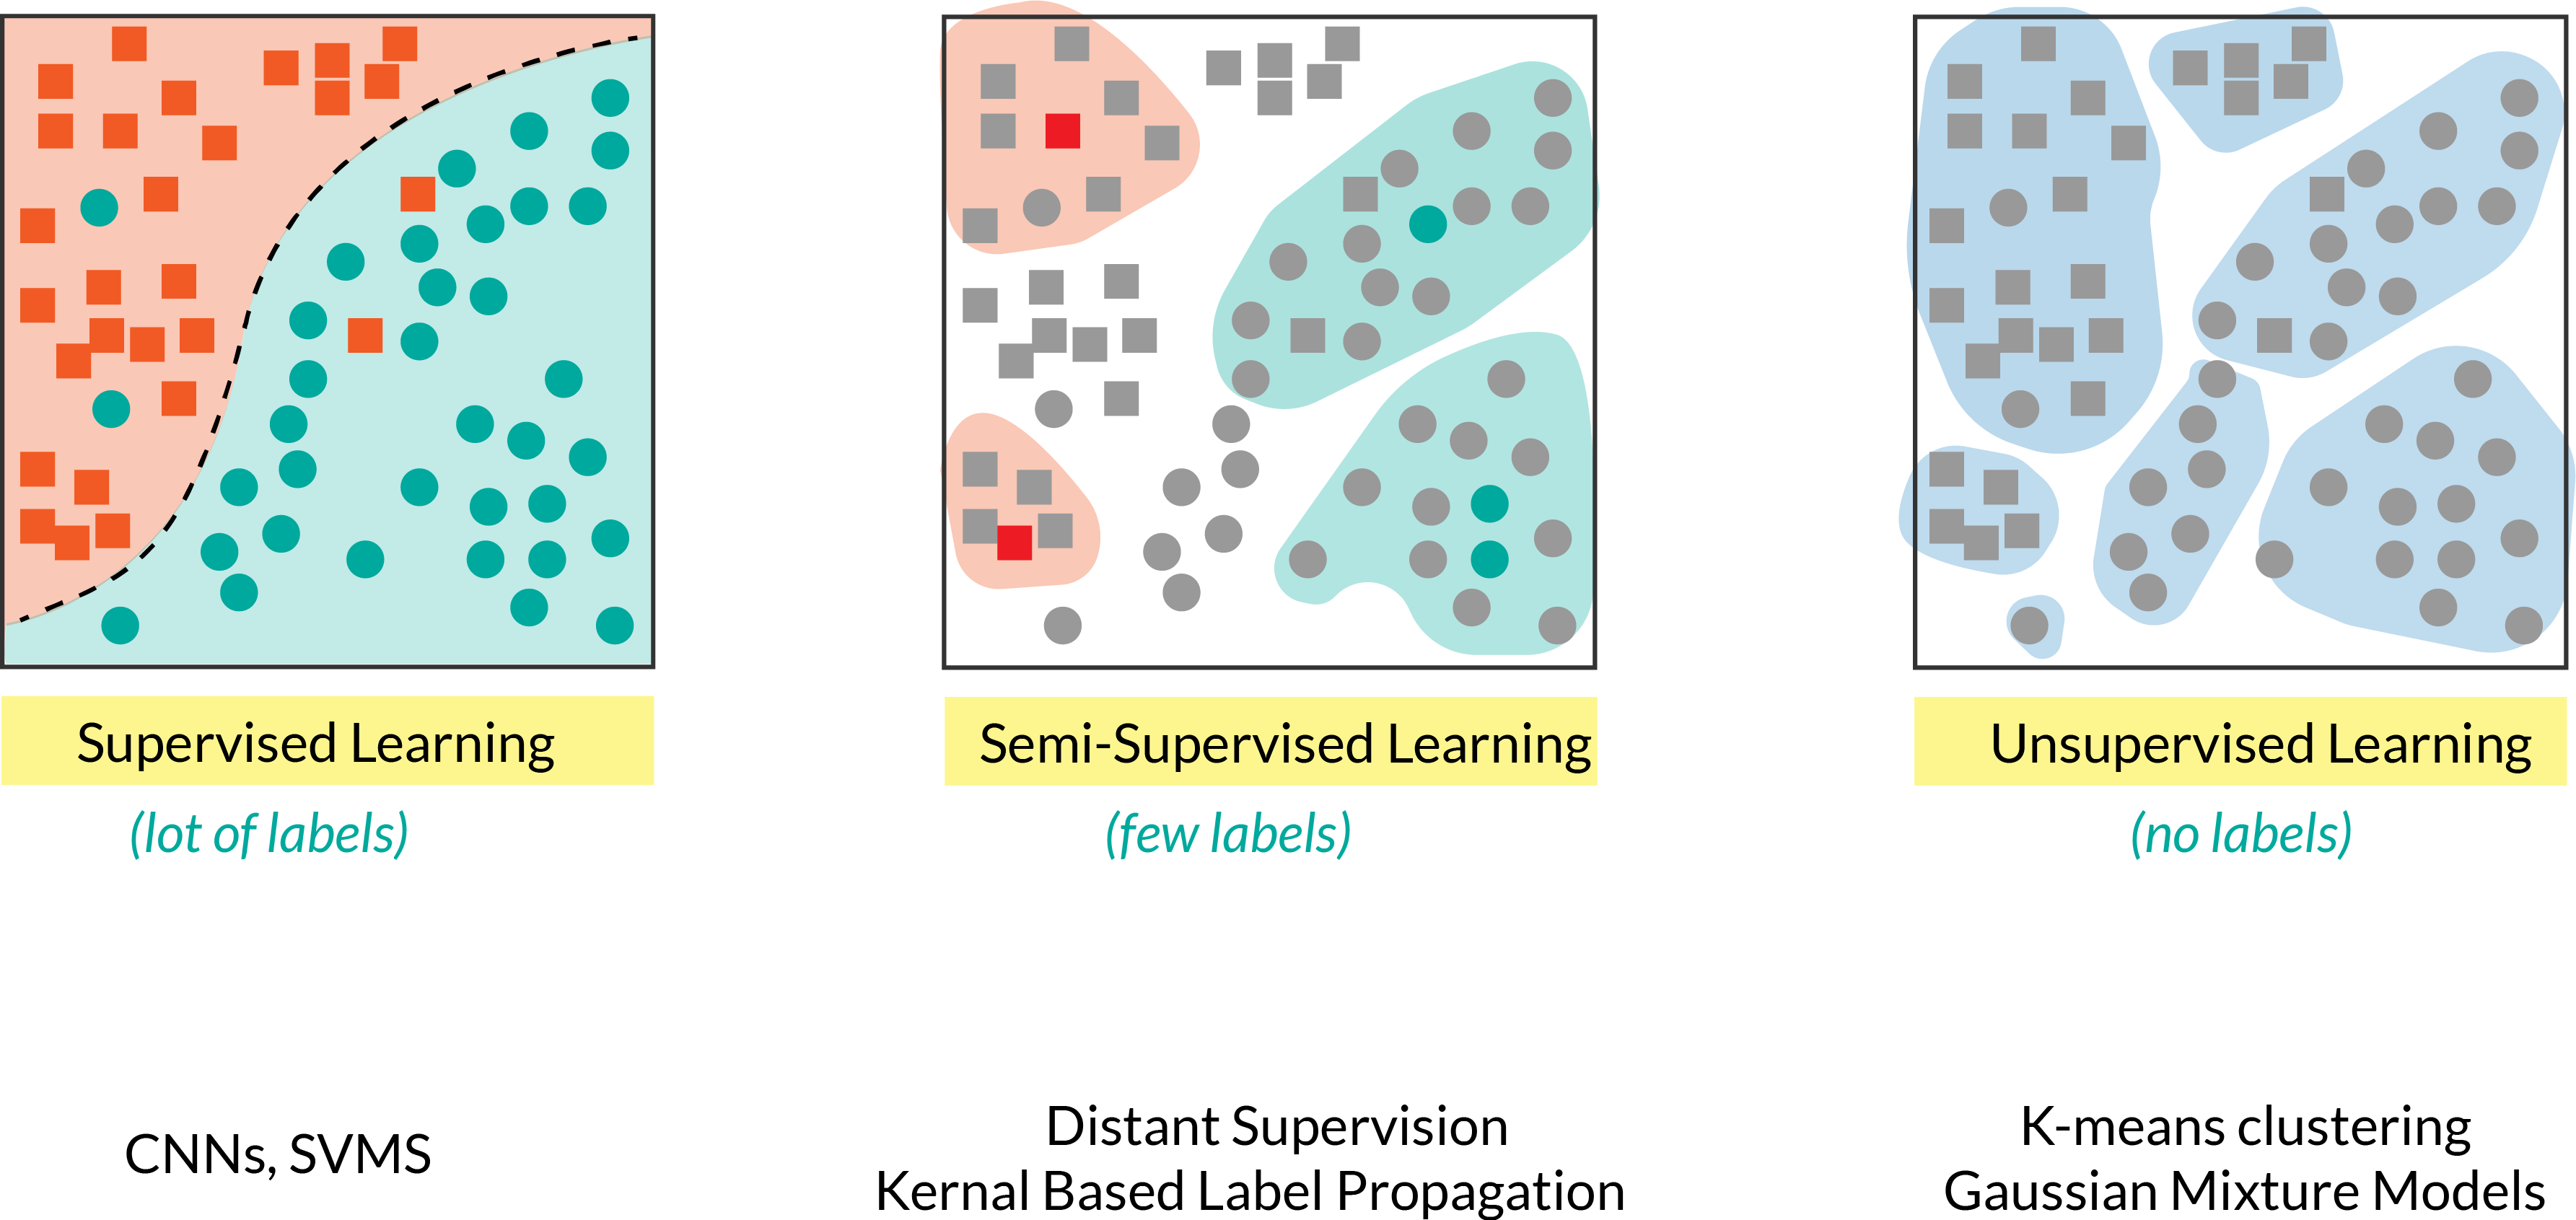 Supervised Learning
(lot of labels)
CNNs, SVMS
Semi-Supervised Learning
(few labels)
Distant Supervision
Kernal Based Label Propagation
Unsupervised Learning
(no labels)
K-means clustering
Gaussian Mixture Models